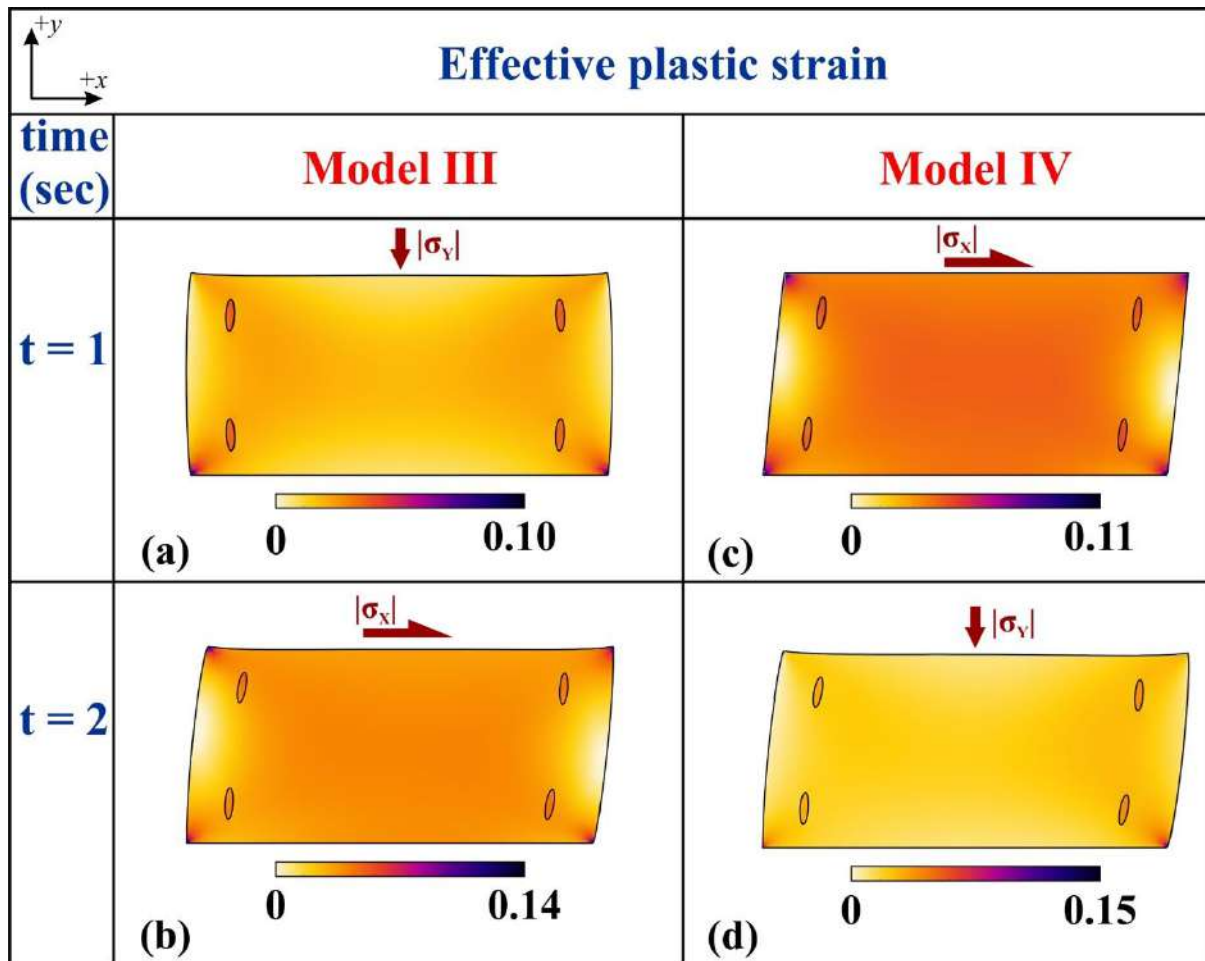 +y
+x
Effective plastic strain
time
(sec)
Model III
Model IV
t = 1
|σY|
0
0.10
(a)
|σX|
0
0.11
(c)
t = 2
|σX|
0
0.14
(b)
|σY|
0
0.15
(d)